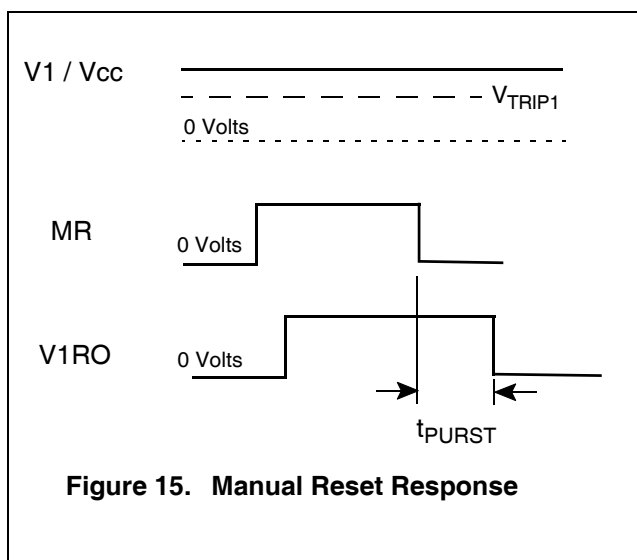 V1 / Vcc
VTRIP1
0 Volts
MR
0 Volts
V1RO
0 Volts
tPURST
Figure 15. Manual Reset Response